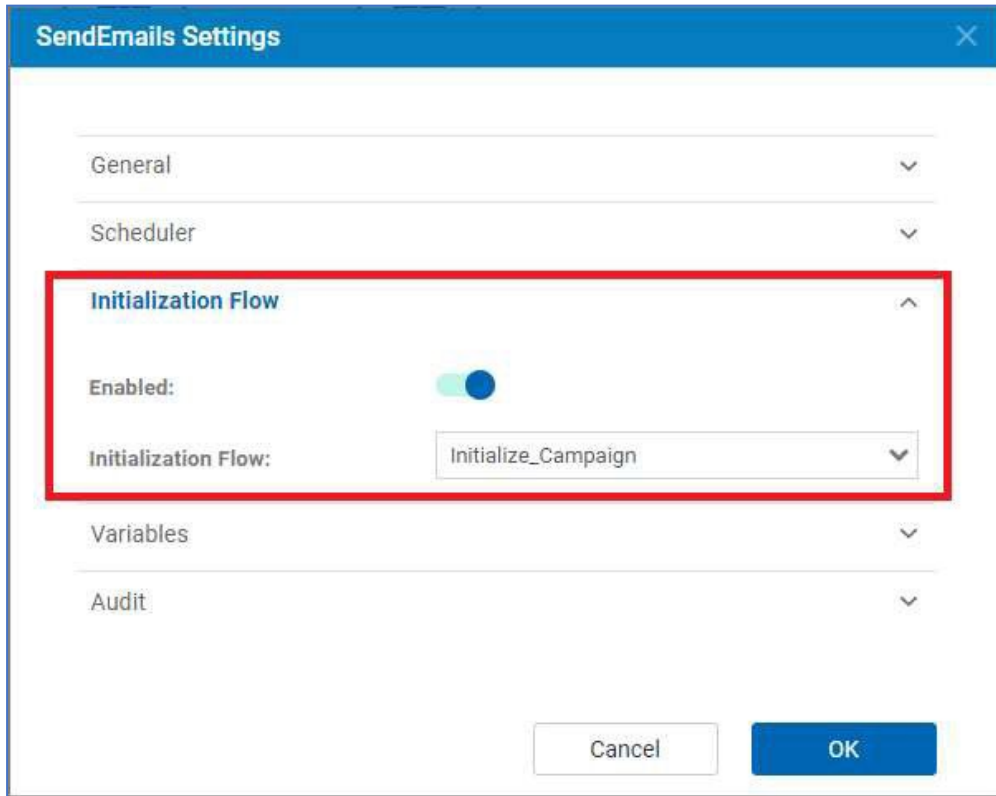 SendEmails Settings
General
Scheduler
Initialization Flow
Enabled:
Initialization Flow: Initialize_Campaign
Variables
Audit
Cancel OK